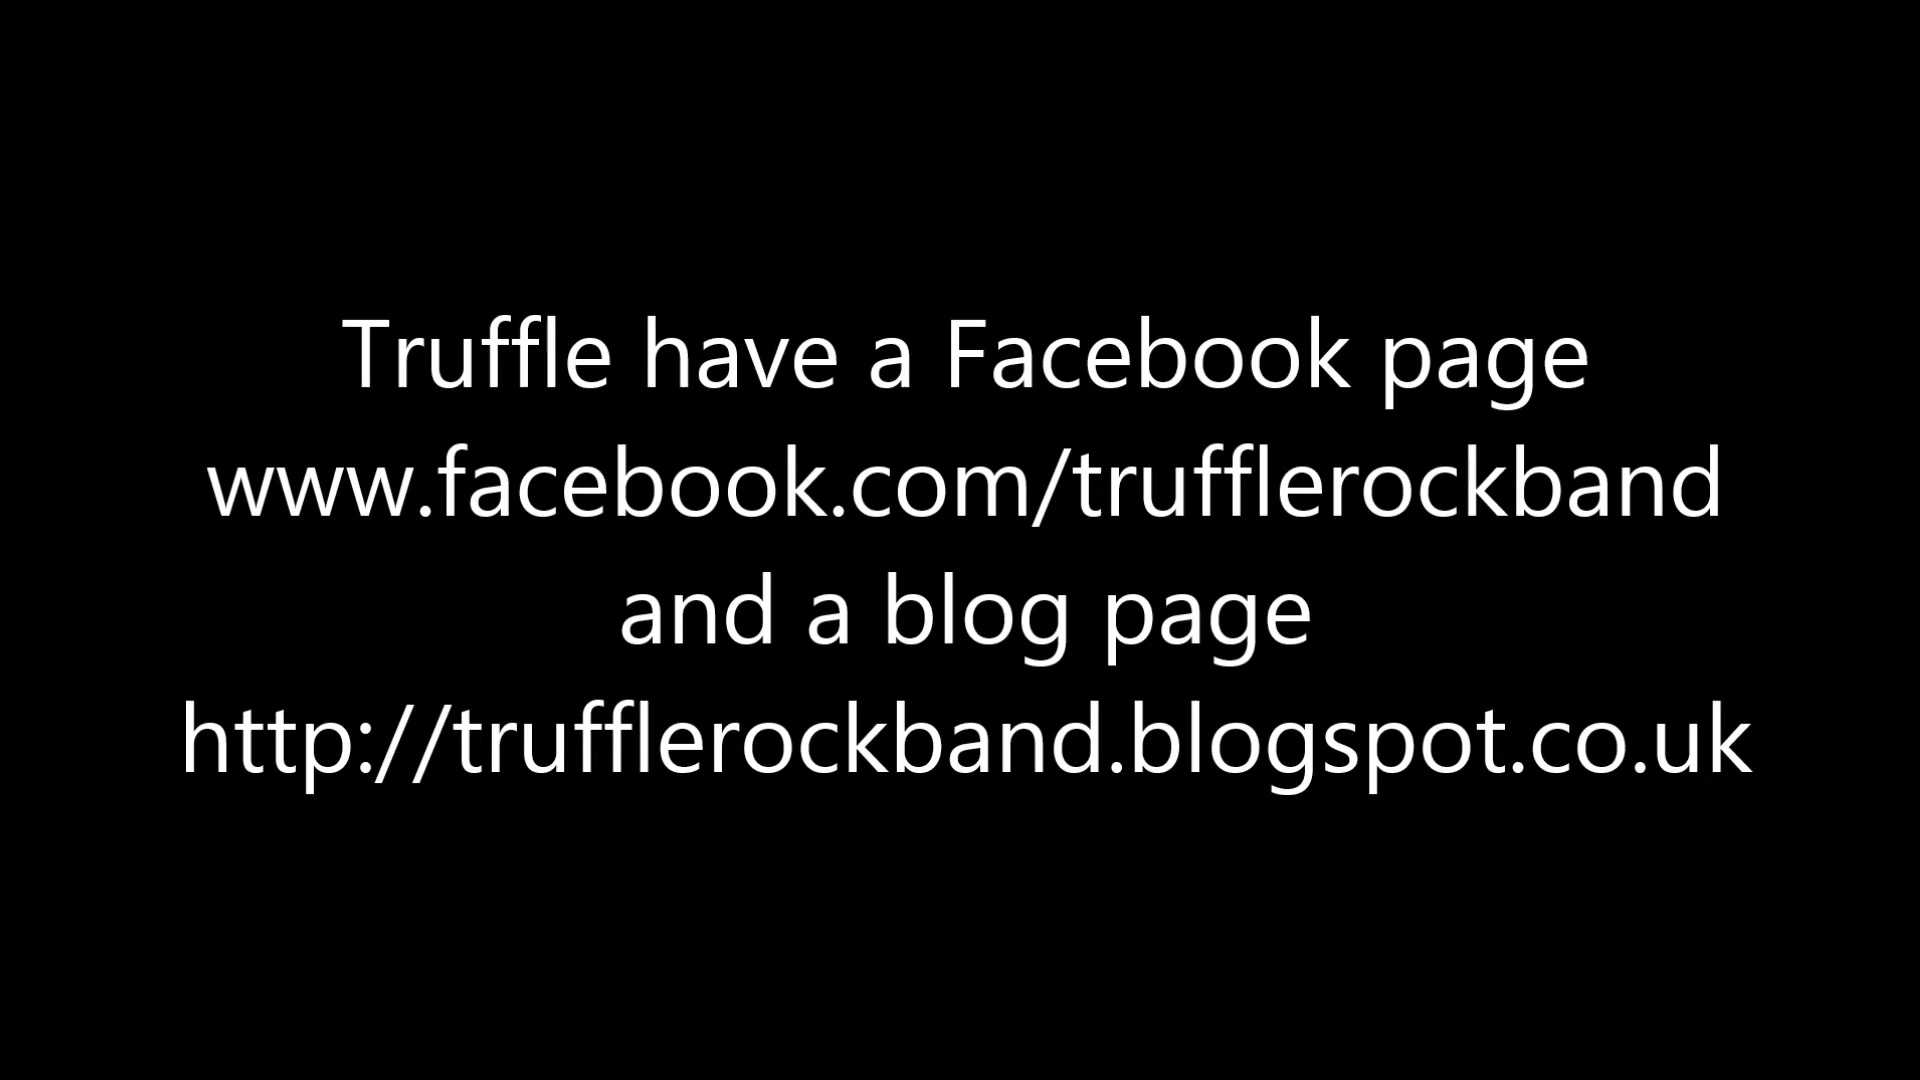 Truffle have a Facebook page
www.facebook.com/trufflerockband
and a blog page
http://trufflerockband.blogspot.co.uk